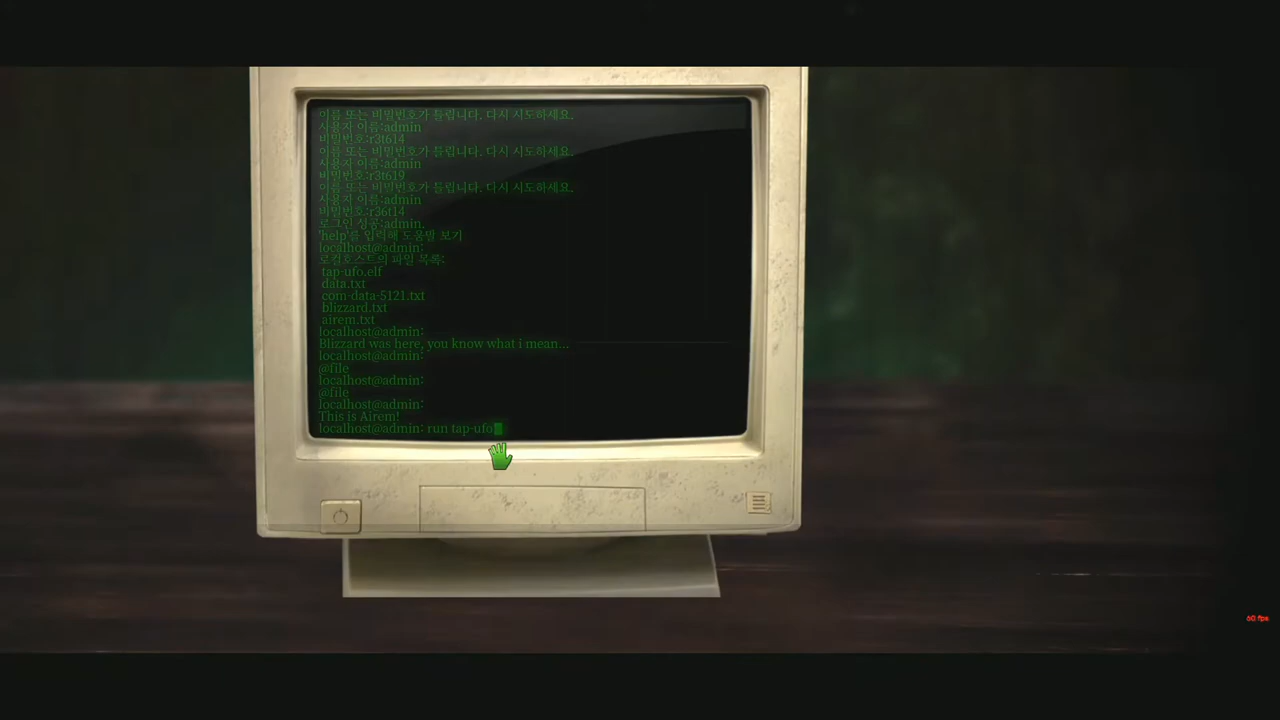 이름 또는 비밀번호가 틀립니다. 다시 시도하세요.
사용자 이름:admin
비밀번호:r3t614
이름 또는 비밀번호가 틀립니다. 다시 시도하세요.
사용자 이름:admin
비밀번호:r3t619
이름 또는 비밀번호가 틀립니다. 다시 시도하세요.
사용자 이름:admin
비밀번호:r36t14
로그인 성공:admin.
'help'를 입력해 도움말 보기
localhost@admin:
로컬호스트의 파일 목록:
tap-ufo.elf
data.txt
com-data-5121.txt
blizzard.txt
airem.txt
localhost@admin:
Blizzard was here, you know what i mean...
localhost@admin:
@file
localhost@admin:
@file
localhost@admin:
This is Airem!
localhost@admin: run tap-ufo
60 fps